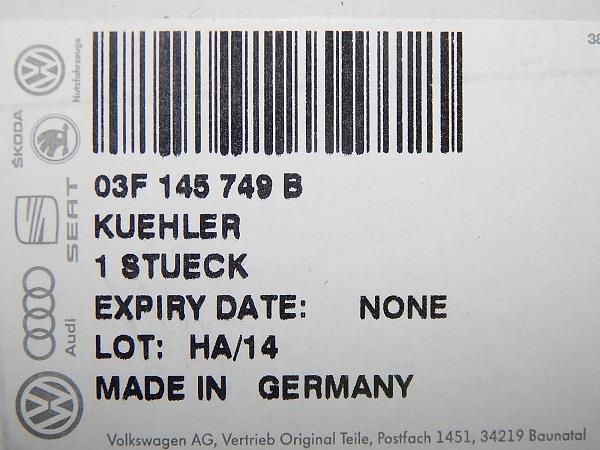 38
Nutzfahrzeuge
ŠKODA
SEAT
Audi
03F 145 749 B
KUEHLER
1 STUECK
EXPIRY DATE: NONE
LOT: HA/14
MADE IN GERMANY
Volkswagen AG, Vertrieb Original Teile, Postfach 1451, 34219 Baunatal